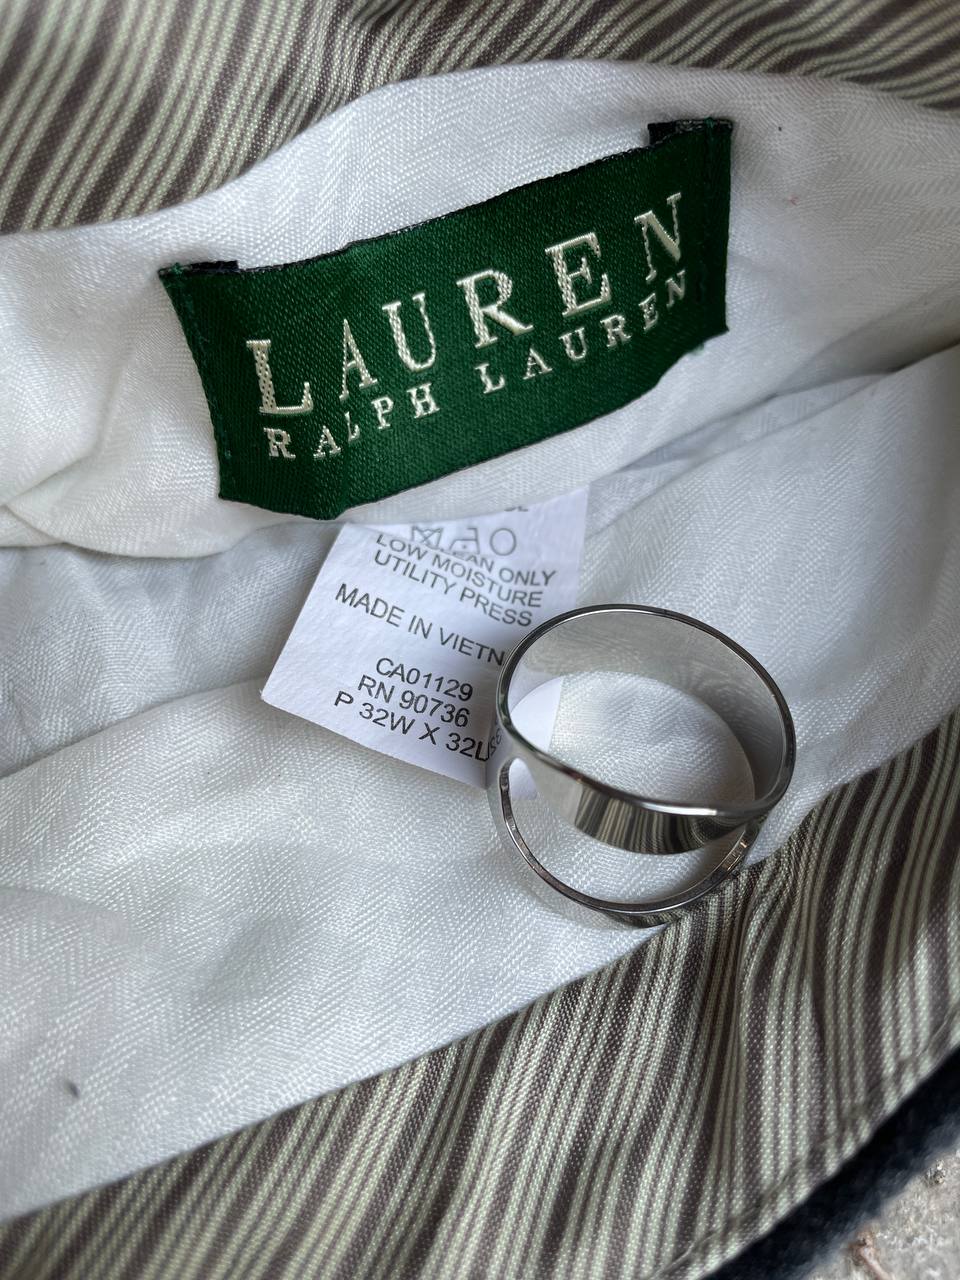 LAUREN
RALPH LAUREN
ONLY
LOW MOISTURE
UTILITY PRESS
MADE IN
CA01129
RN 90736
P 32W X 32L